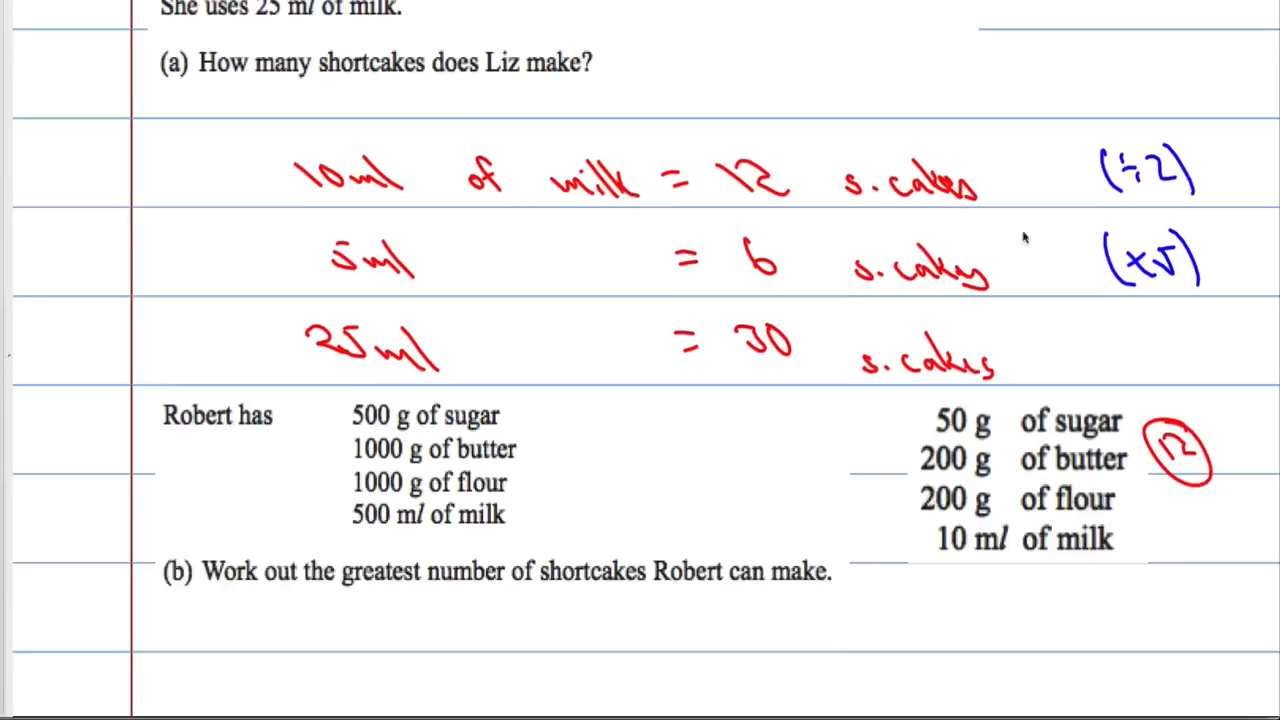 She uses 25 ml of milk.
(a) How many shortcakes does Liz make?
10ml of milk = 12 s.cakes (÷2)
5ml = 6 s.cakes (×5)
25ml = 30 s.cakes
Robert has 500 g of sugar
1000 g of butter
1000 g of flour
500 ml of milk
50 g of sugar
200 g of butter
200 g of flour
10 ml of milk
12
(b) Work out the greatest number of shortcakes Robert can make.